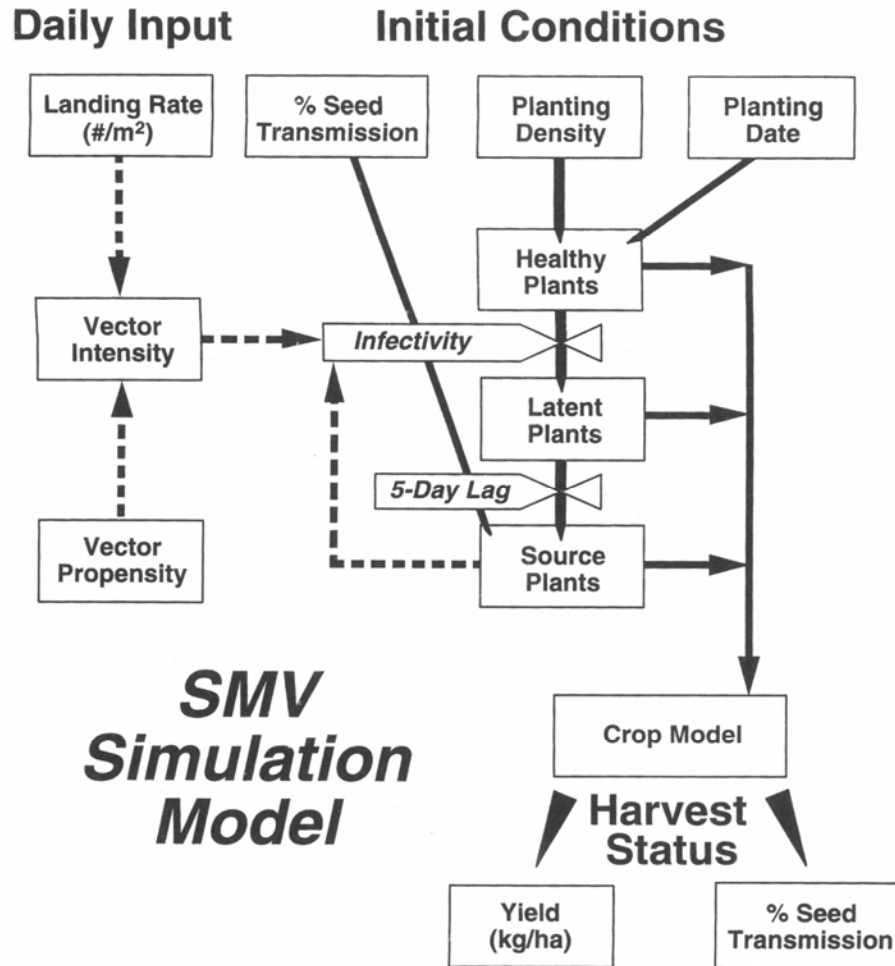 Daily Input
Initial Conditions
Landing Rate
(#/m²)
% Seed
Transmission
Planting
Density
Planting
Date
Healthy
Plants
Vector
Intensity
Infectivity
Latent
Plants
5-Day Lag
Vector
Propensity
Source
Plants
SMV
Simulation
Model
Crop Model
Harvest
Status
Yield
(kg/ha)
% Seed
Transmission